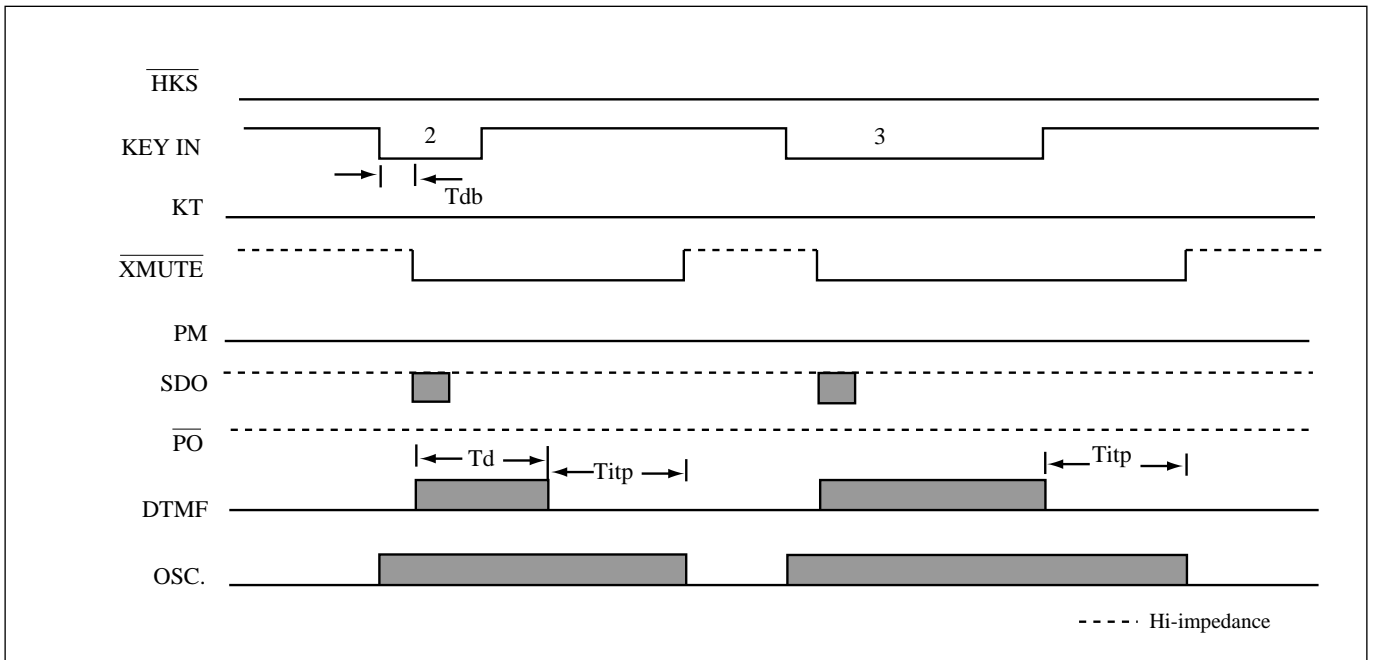 HKS
KEY IN 2 3
Tdb
KT
XMUTE
PM
SDO
PO
Td Titp Titp
DTMF
OSC.
Hi-impedance